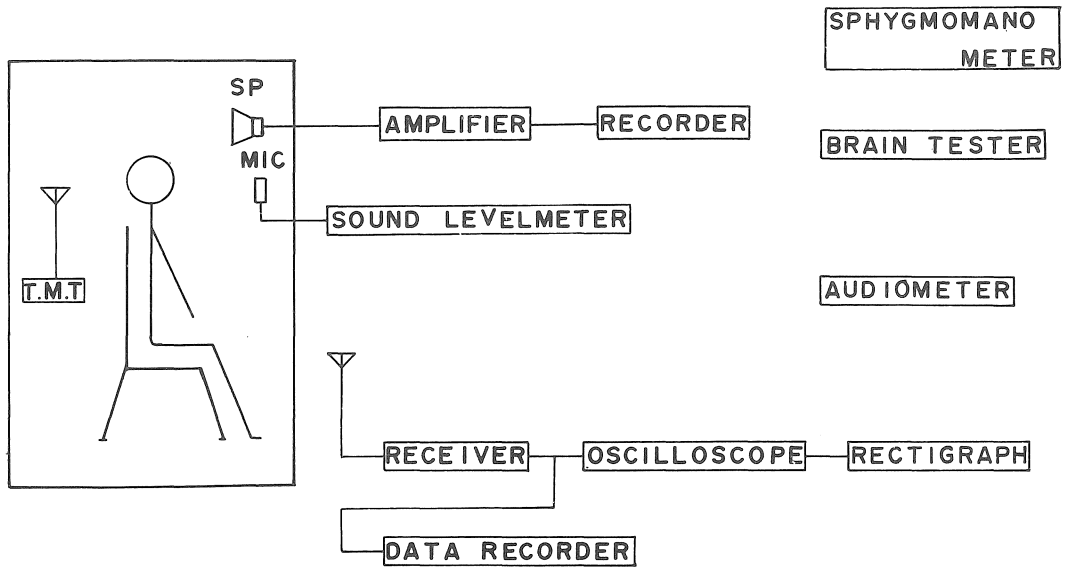 SPHYGMOMANO
METER
SP
AMPLIFIER
RECORDER
BRAIN TESTER
MIC
SOUND LEVELMETER
T.M.T
AUDIOMETER
RECEIVER
OSCILLOSCOPE
RECTIGRAPH
DATA RECORDER